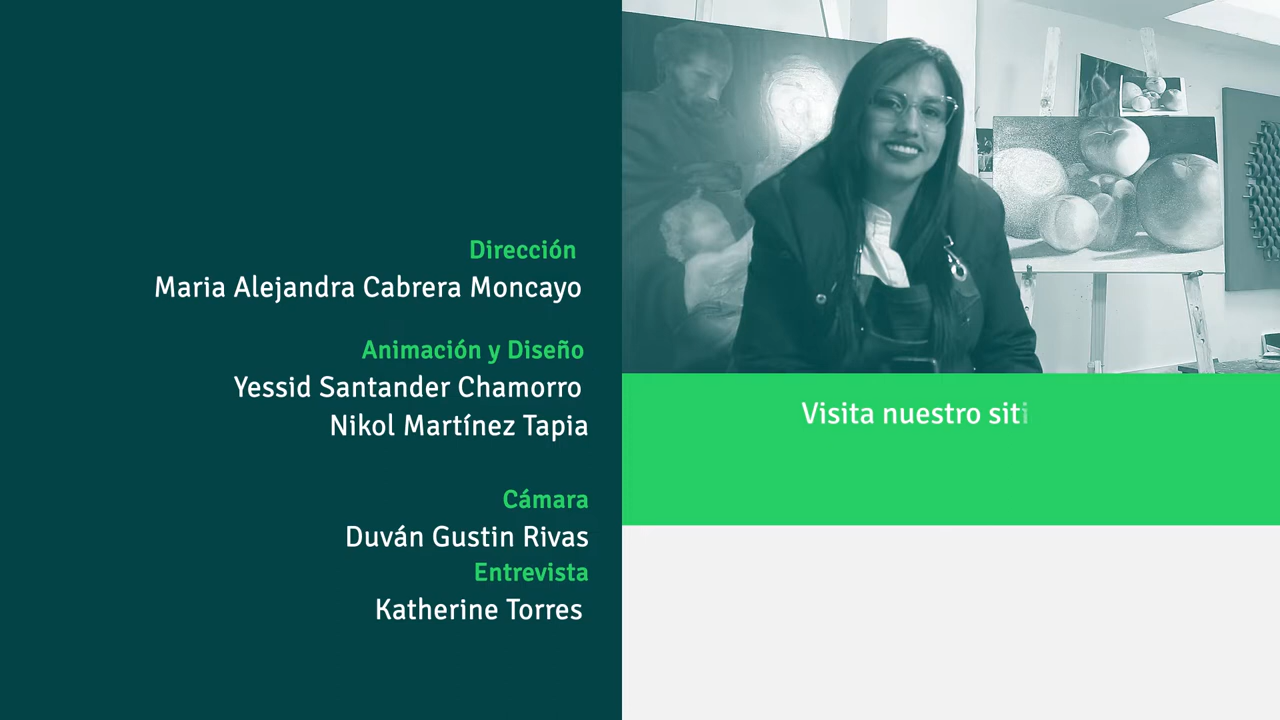 Dirección
Maria Alejandra Cabrera Moncayo
Animación y Diseño
Yessid Santander Chamorro
Nikol Martínez Tapia
Cámara
Duván Gustin Rivas
Entrevista
Katherine Torres
Visita nuestro siti